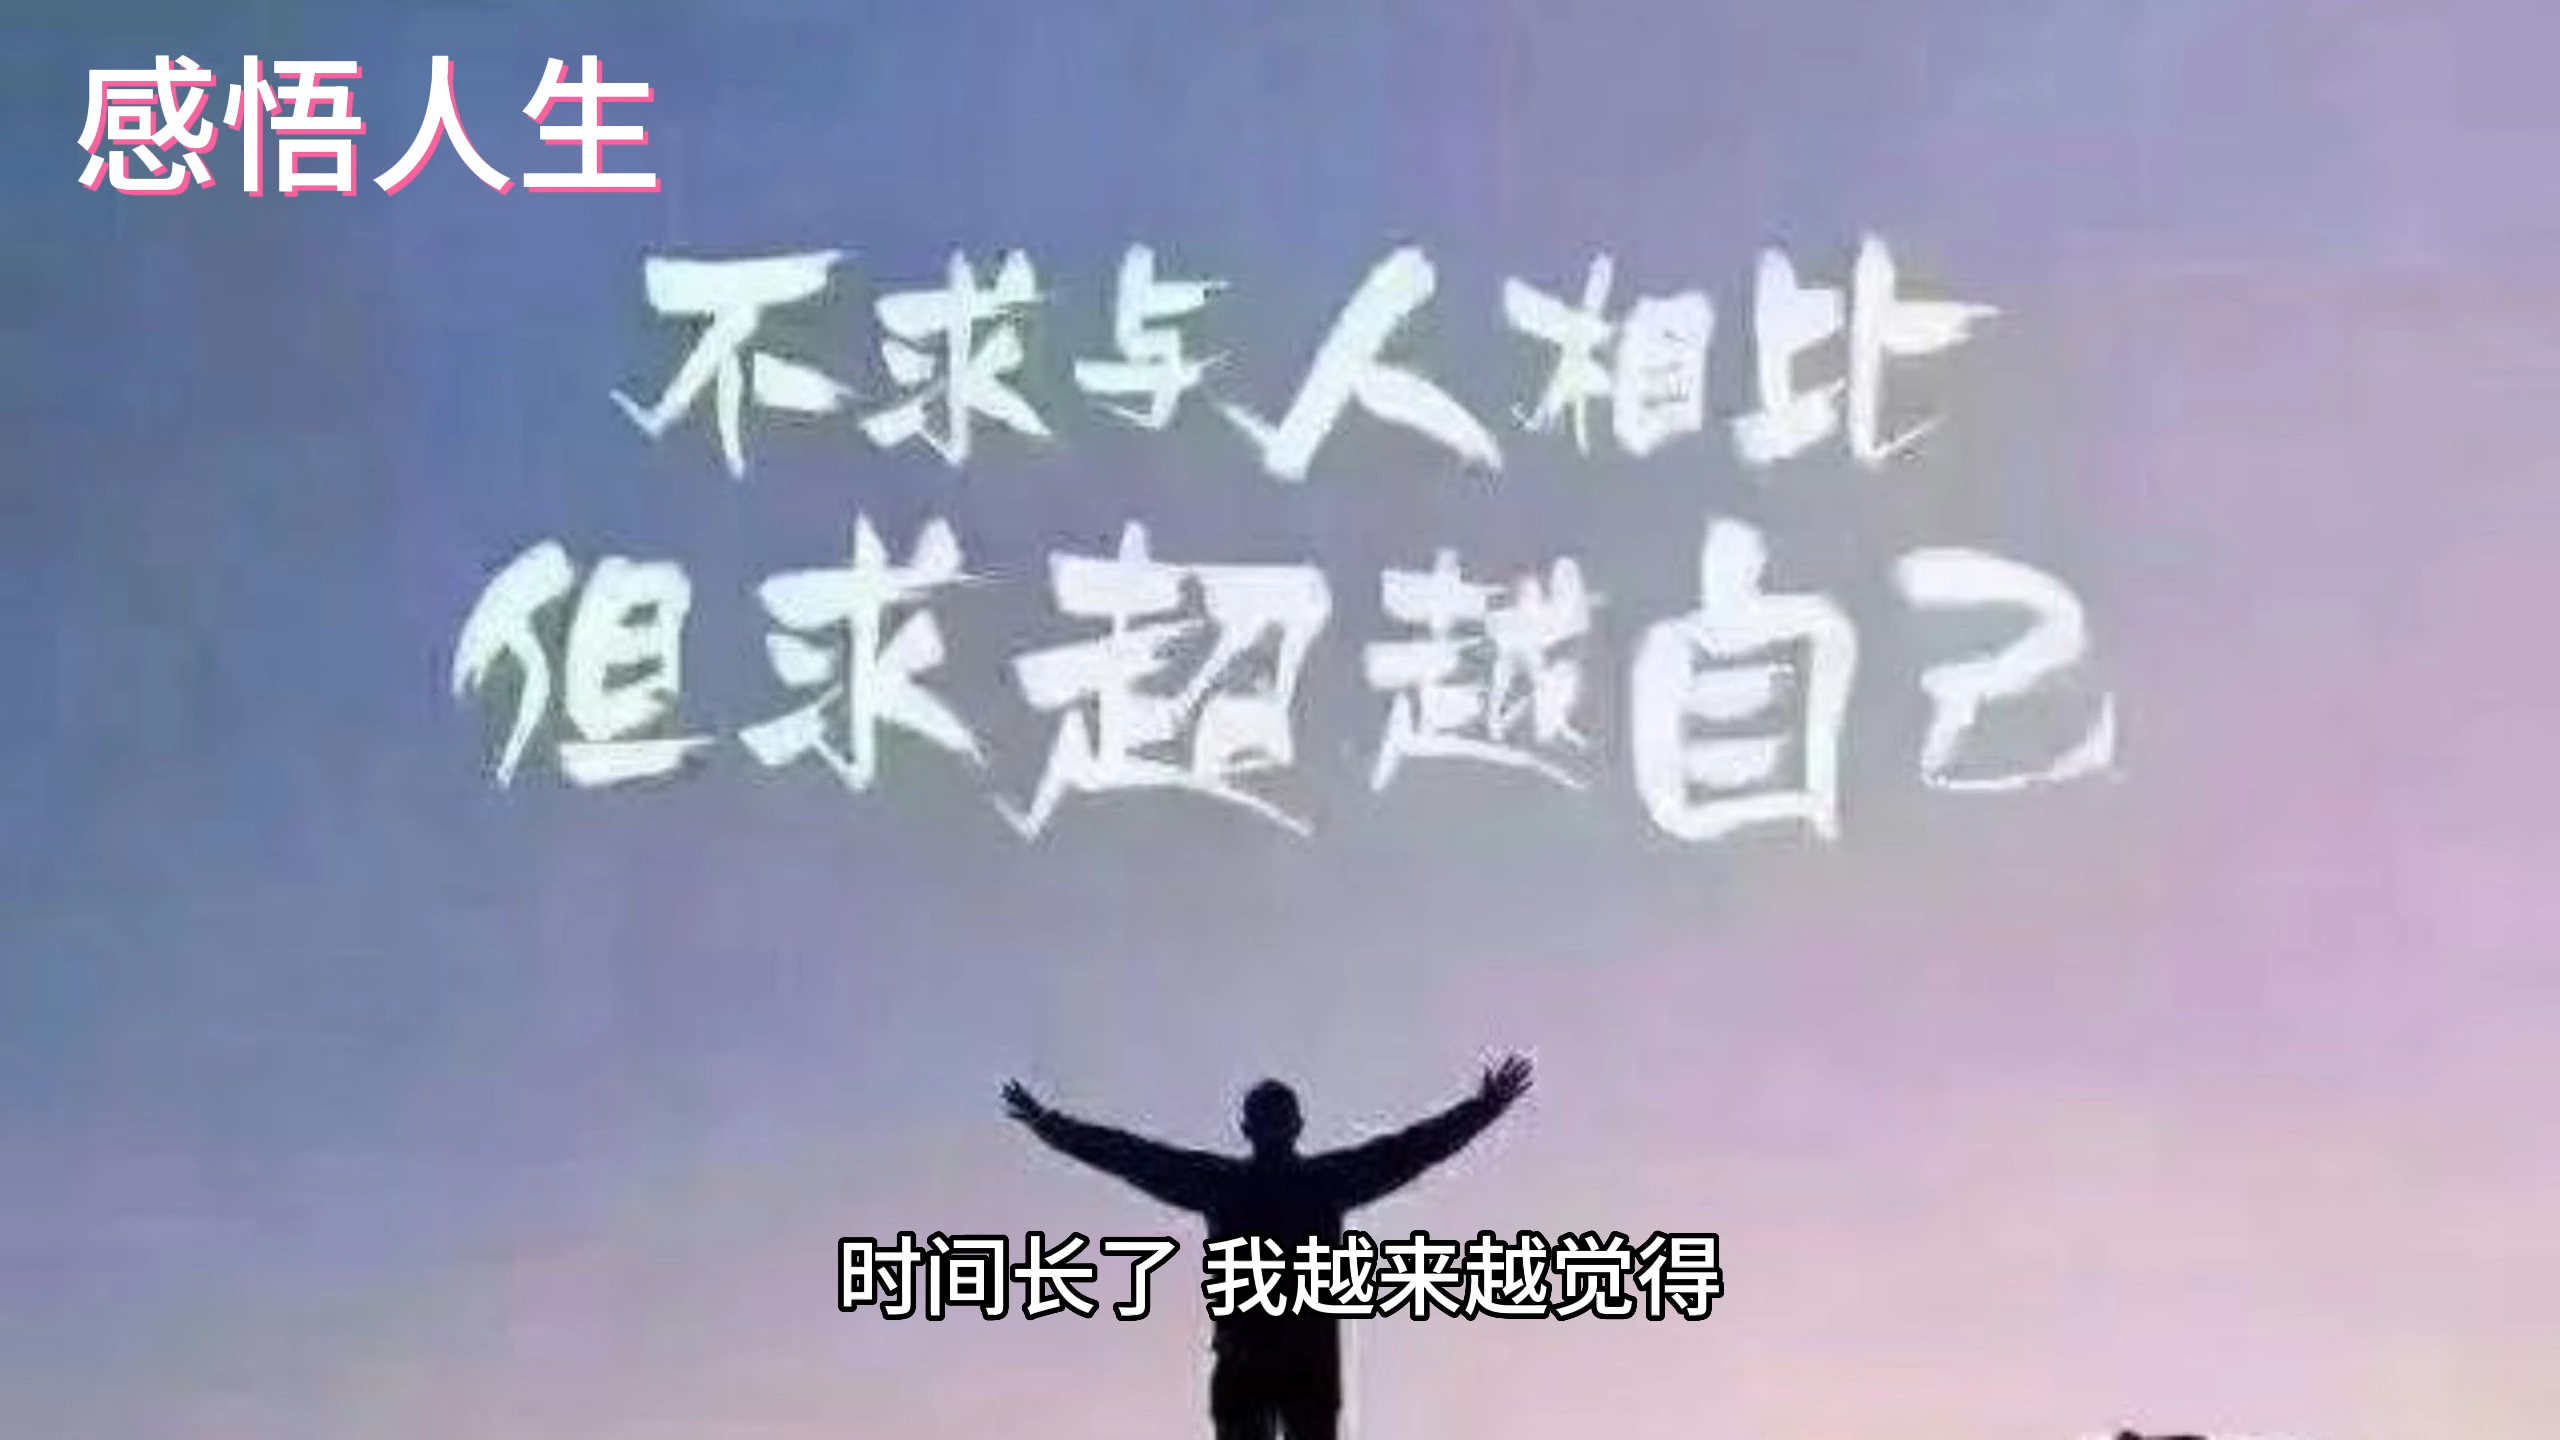 感悟人生
不求与人相比
但求超越自己
时间长了 我越来越觉得